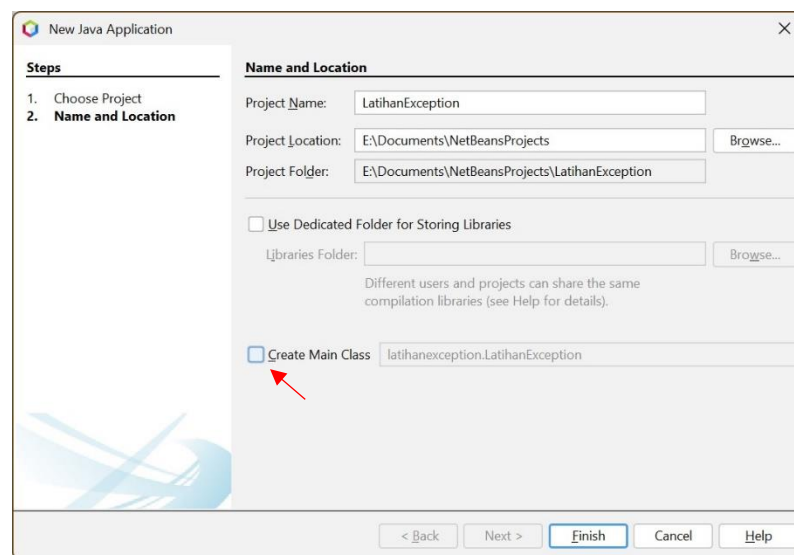 New Java Application
Steps
1. Choose Project
2. Name and Location
Name and Location
Project Name: LatihanException
Project Location: E:\Documents\NetBeansProjects Browse...
Project Folder: E:\Documents\NetBeansProjects\LatihanException
Use Dedicated Folder for Storing Libraries
Libraries Folder: Browse...
Different users and projects can share the same
compilation libraries (see Help for details).
Create Main Class latihanexception.LatihanException
< Back Next > Finish Cancel Help